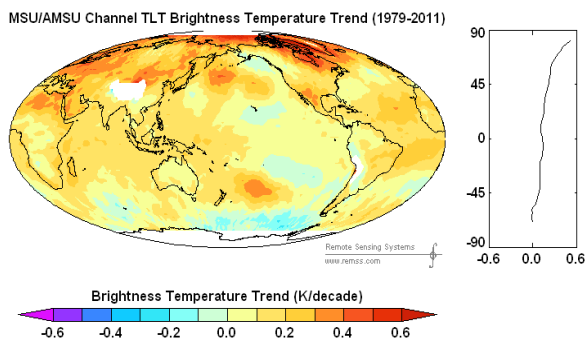 MSU/AMSU Channel TLT Brightness Temperature Trend (1979-2011)
90
45
0
-45
-90
-0.6 0.0 0.6
Remote Sensing Systems
www.remss.com
Brightness Temperature Trend (K/decade)
-0.6 -0.4 -0.2 0.0 0.2 0.4 0.6